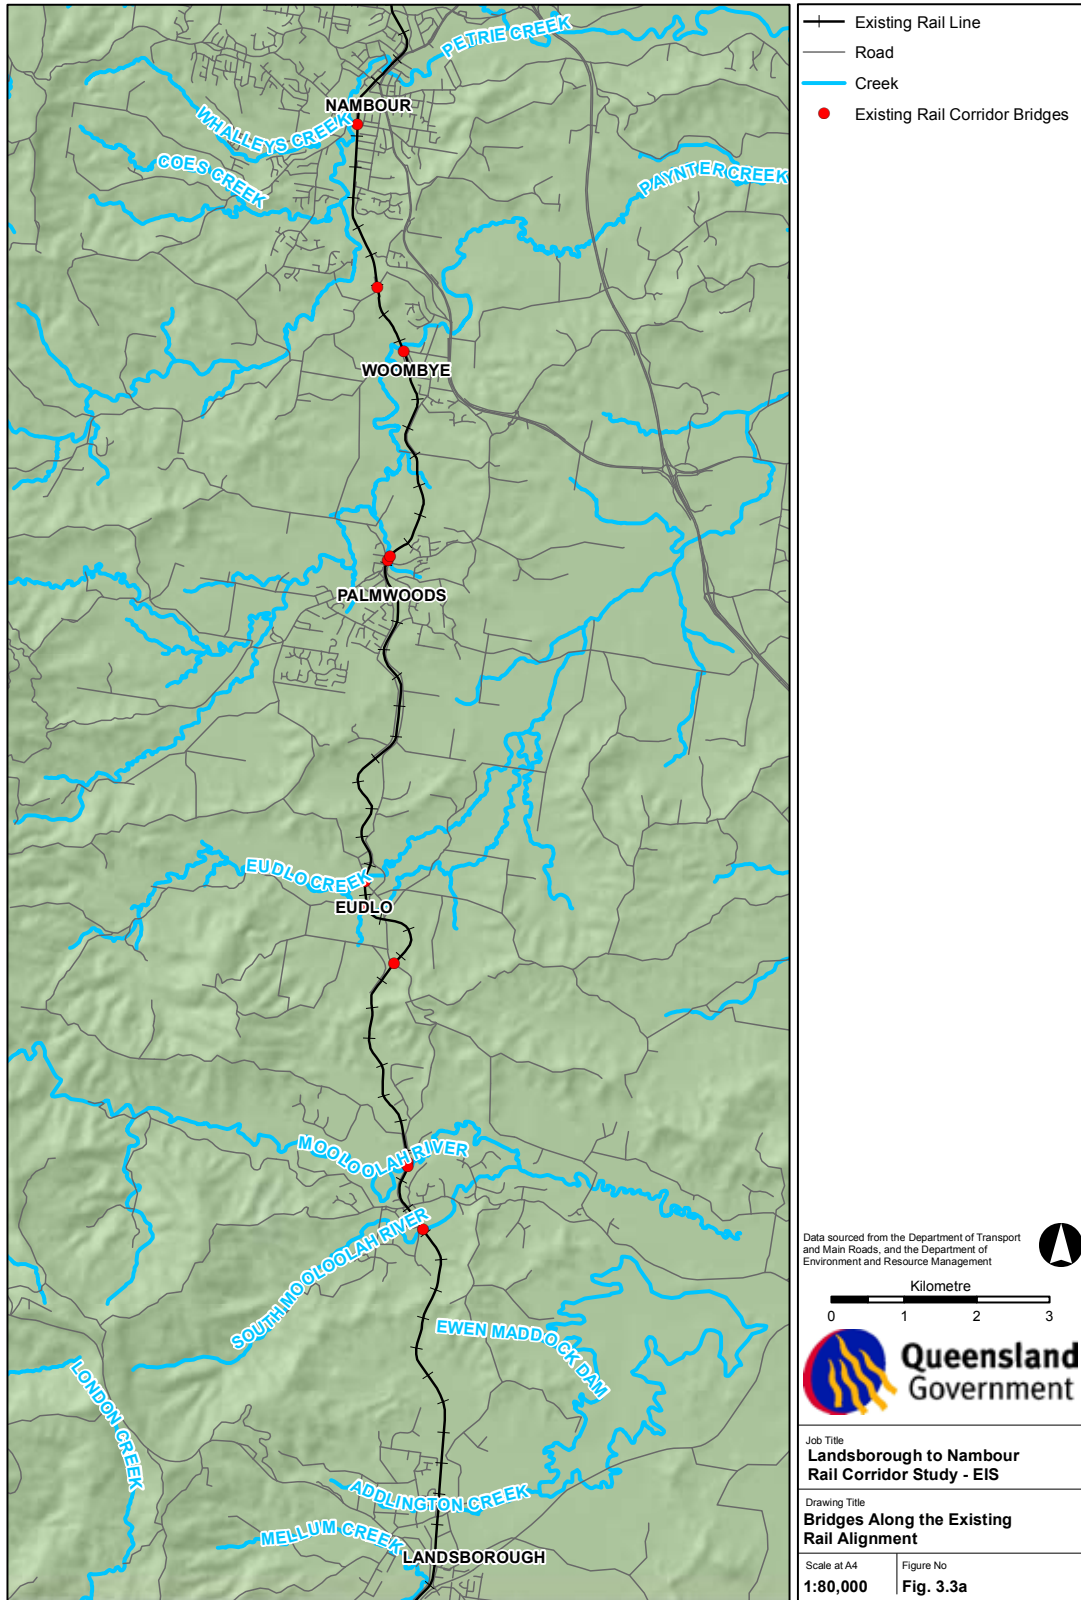 PETRIE CREEK
NAMBOUR
WHALLEYS CREEK
COES CREEK
PAYNTER CREEK
WOOMBYE
PALMWOODS
EUDLO CREEK
EUDLO
MOOLOOLAH RIVER
SOUTH MOOLOOLAH RIVER
EWEN MADDOCK DAM
LONDON CREEK
ADDLINGTON CREEK
MELLUM CREEK
LANDSBOROUGH
Existing Rail Line
Road
Creek
Existing Rail Corridor Bridges
Data sourced from the Department of Transport
and Main Roads, and the Department of
Environment and Resource Management
Kilometre
0 1 2 3
Queensland
Government
Job Title
Landsborough to Nambour
Rail Corridor Study - EIS
Drawing Title
Bridges Along the Existing
Rail Alignment
Scale at A4
1:80,000
Figure No
Fig. 3.3a